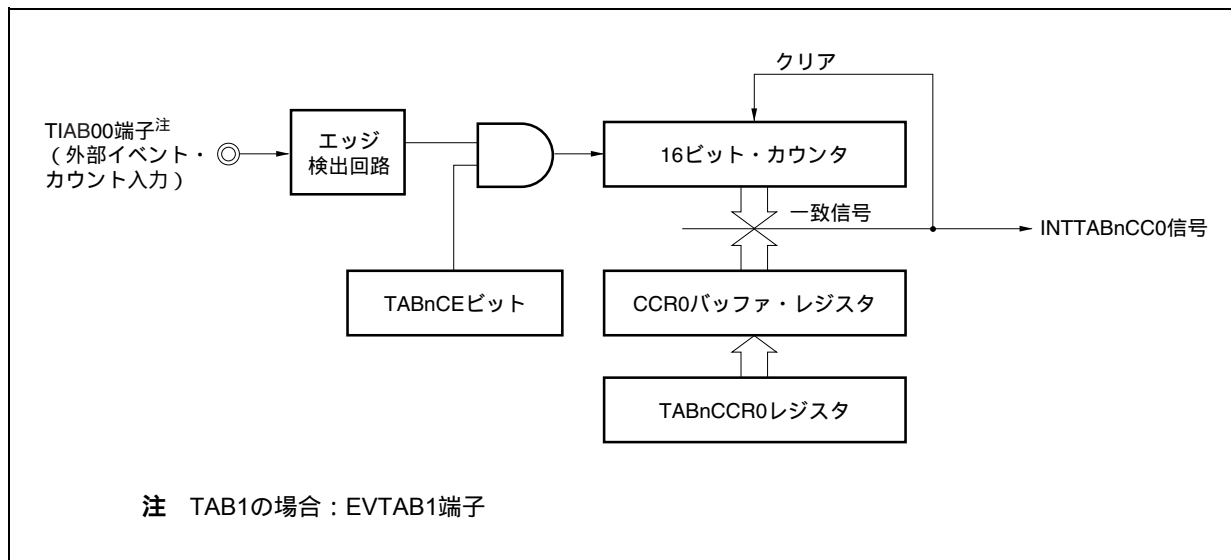 クリア
TIAB00端子注
(外部イベント・
カウント入力)
エッジ
検出回路
16ビット・カウンタ
一致信号
INTTABnCC0信号
TABnCEビット
CCR0バッファ・レジスタ
TABnCCR0レジスタ
注 TAB1の場合：EVTAB1端子